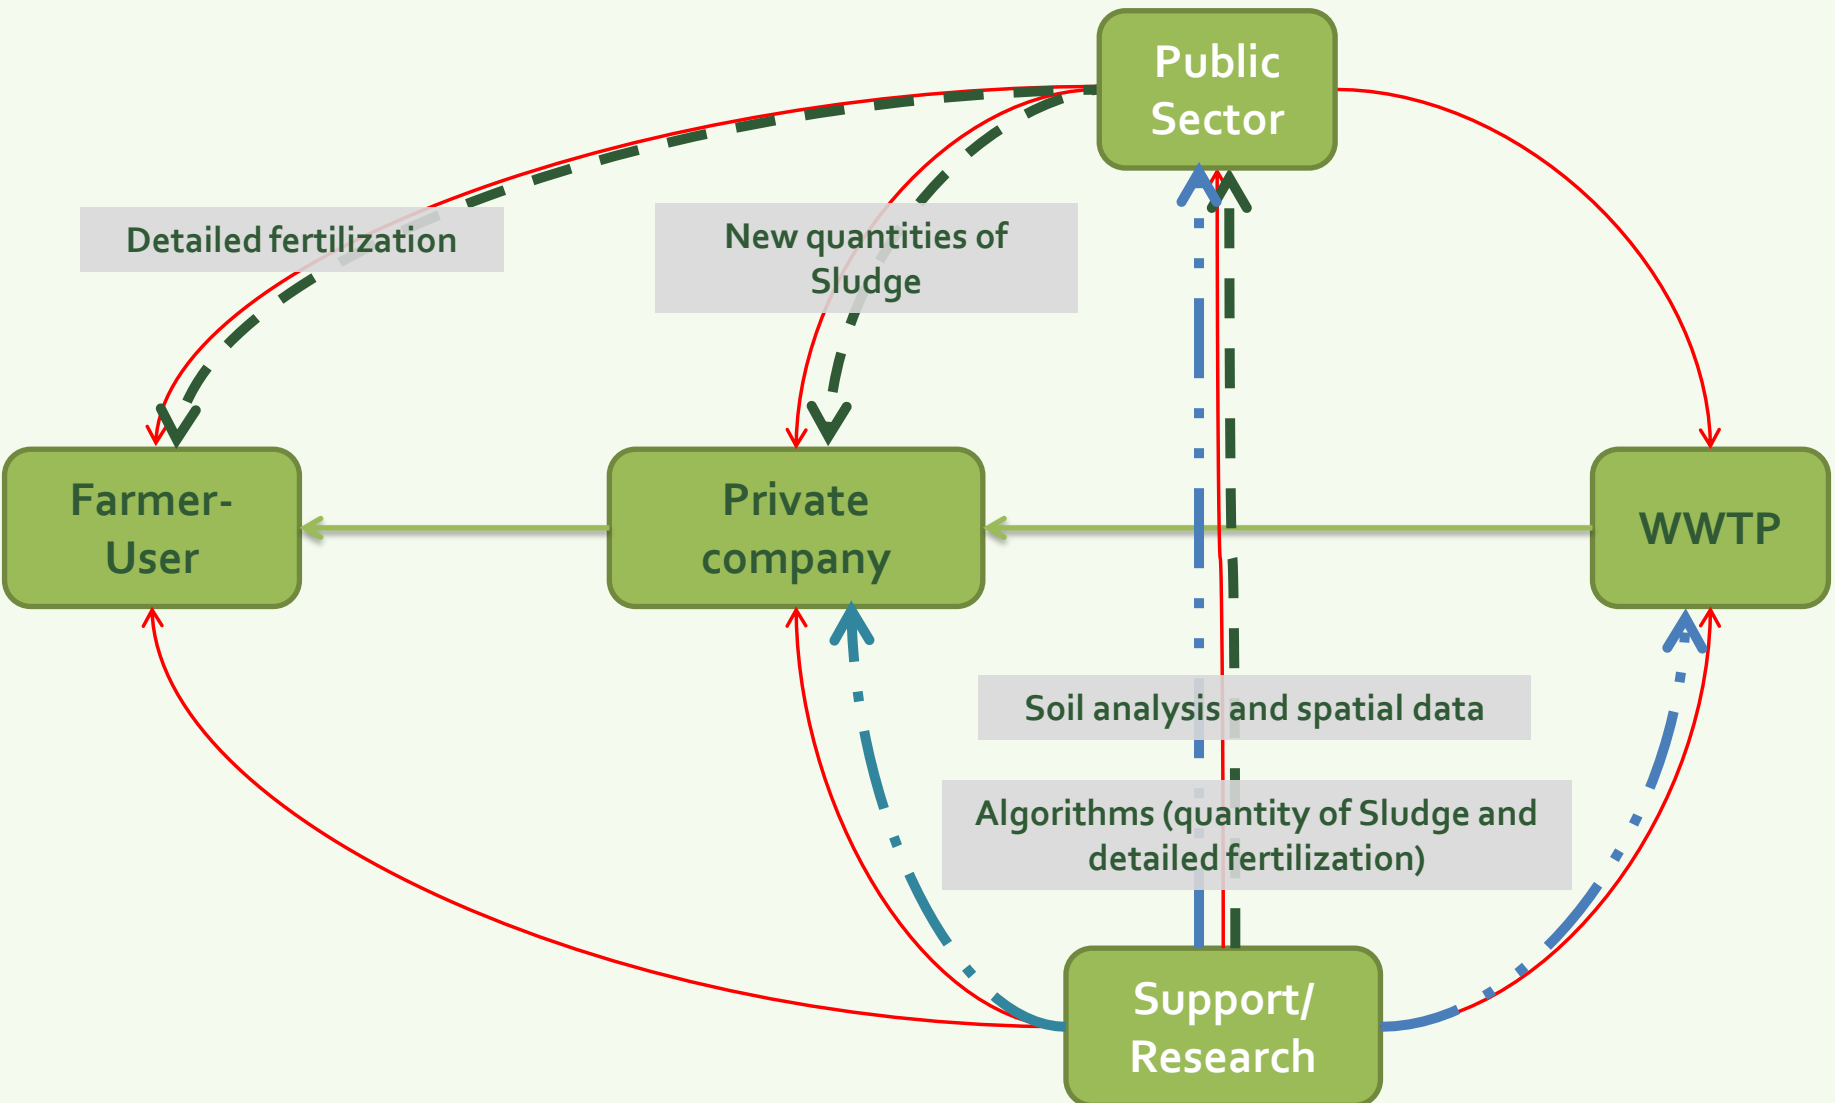 Public
Sector
Detailed fertilization
New quantities of
Sludge
Farmer-
User
Private
company
WWTP
Soil analysis and spatial data
Algorithms (quantity of Sludge and
detailed fertilization)
Support/
Research